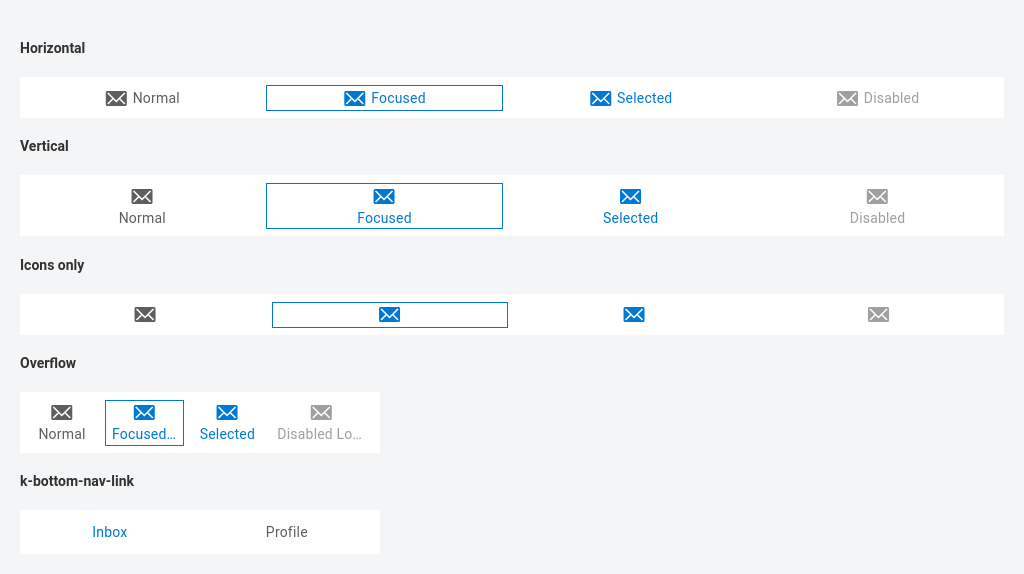 Horizontal
Normal Focused Selected Disabled
Vertical
Normal Focused Selected Disabled
Icons only
Overflow
Normal Focused… Selected Disabled Lo…
k-bottom-nav-link
Inbox Profile